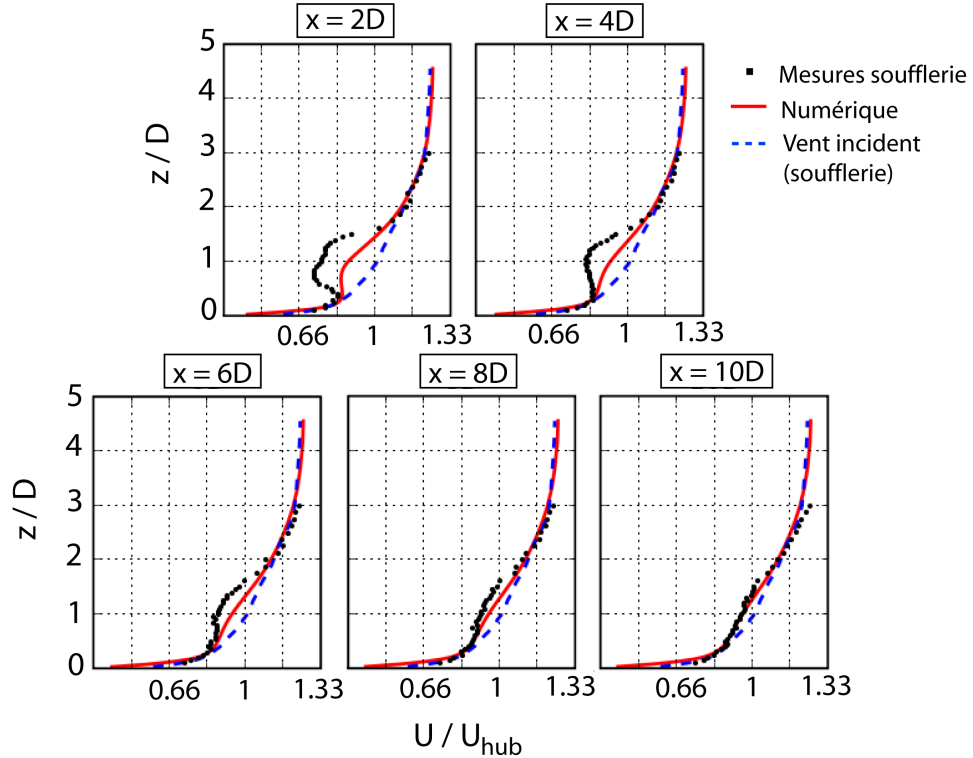 x = 2D
x = 4D
5
4
3
2
1
0
z / D
0.66 1 1.33
0.66 1 1.33
Mesures soufflerie
Numérique
Vent incident
(soufflerie)
x = 6D
x = 8D
x = 10D
5
4
3
2
1
0
z / D
0.66 1 1.33
0.66 1 1.33
0.66 1 1.33
U / Uhub